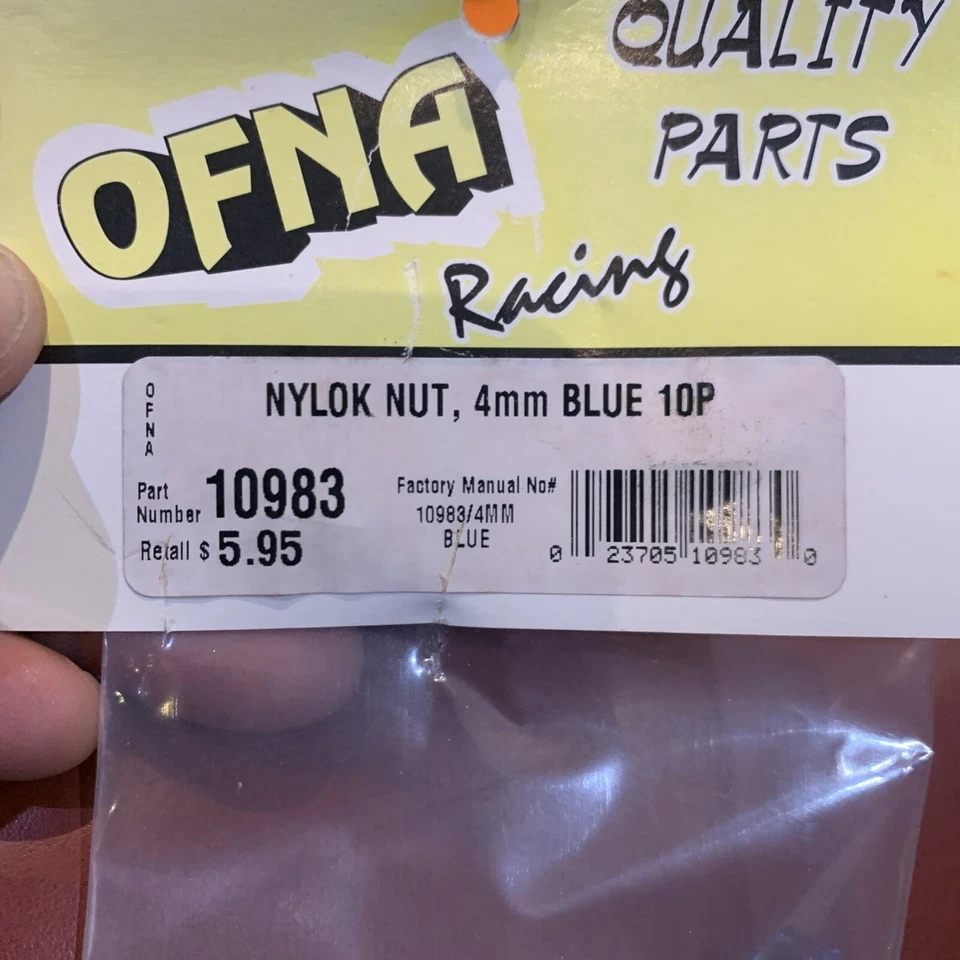 OFNA
QUALITY
PARTS
Racing
OFNA
NYLOK NUT, 4mm BLUE 10P
Part Number 10983
Retail $ 5.95
Factory Manual No#
10983/4MM
BLUE
0 23705 10983 0